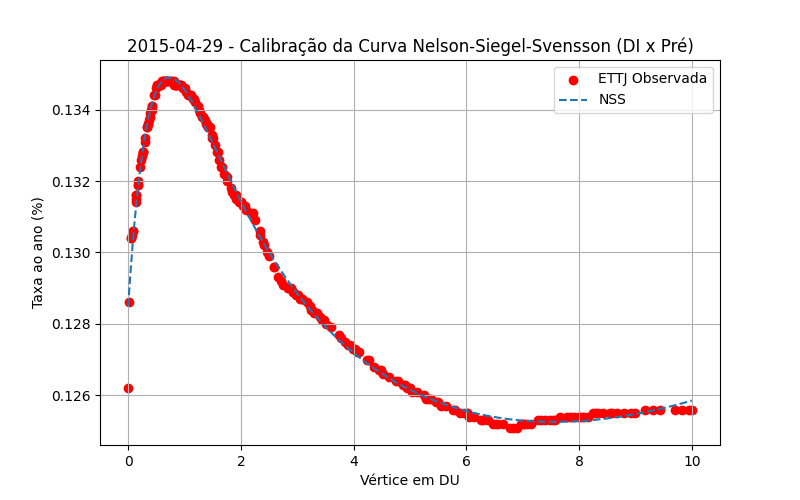 2015-04-29 - Calibração da Curva Nelson-Siegel-Svensson (DI x Pré)
ETTJ Observada
NSS
Taxa ao ano (%)
0.134
0.132
0.130
0.128
0.126
0 2 4 6 8 10
Vértice em DU